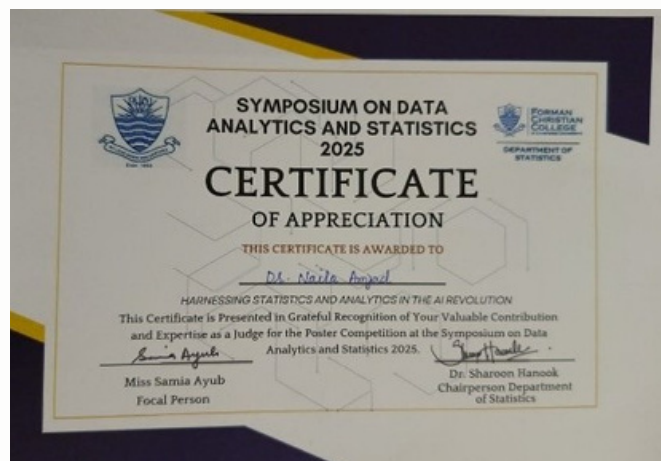 SYMPOSIUM ON DATA
ANALYTICS AND STATISTICS
2025
FORMAN
CHRISTIAN
COLLEGE
DEPARTMENT OF
STATISTICS
CERTIFICATE
OF APPRECIATION
THIS CERTIFICATE IS AWARDED TO
Dr. Naila Amjad
HARNESSING STATISTICS AND ANALYTICS IN THE AI REVOLUTION
This Certificate is Presented in Grateful Recognition of Your Valuable Contribution
and Expertise as a Judge for the Poster Competition at the Symposium on Data
Analytics and Statistics 2025.
Samia Ayub
Miss Samia Ayub
Focal Person
Dr. Sharoon Hanook
Chairperson Department
of Statistics